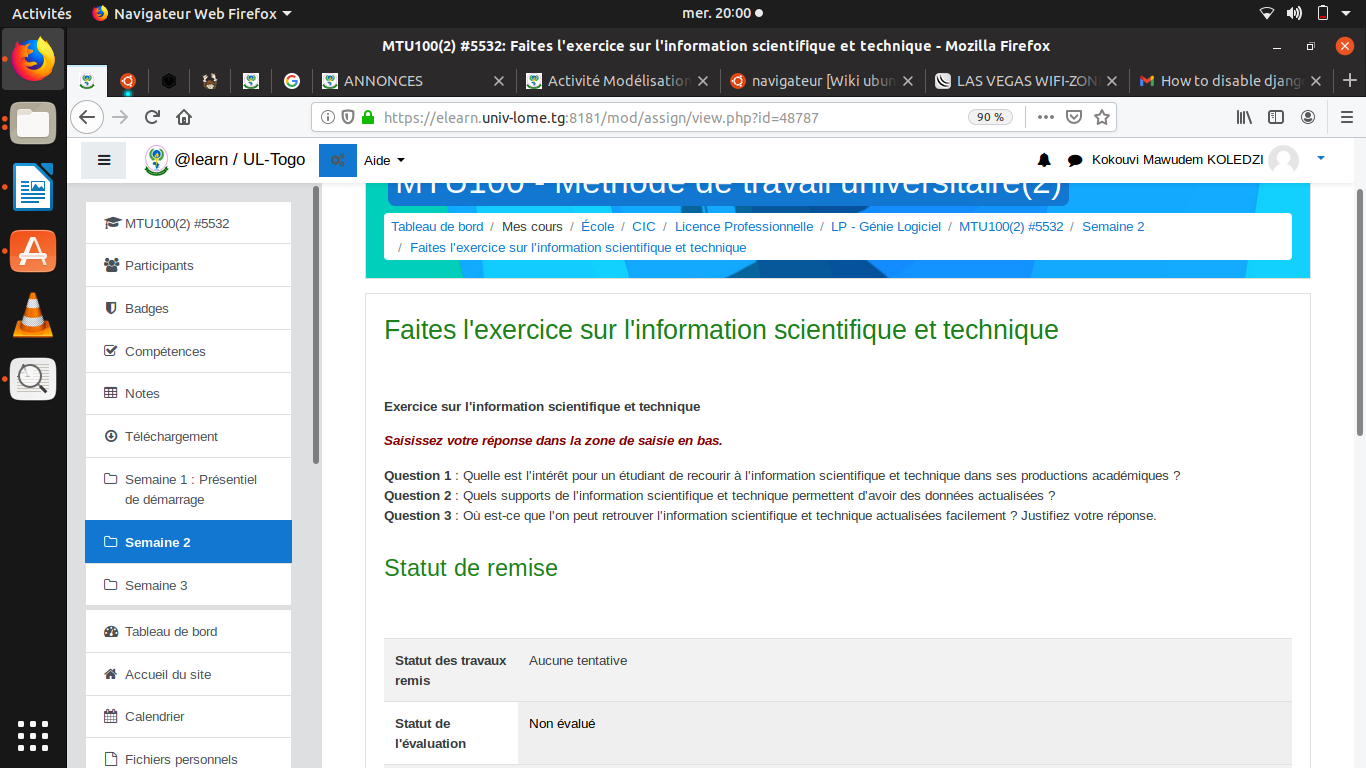 Activités
Navigateur Web Firefox
mer. 20:00
MTU100(2) #5532: Faites l'exercice sur l'information scientifique et technique - Mozilla Firefox
ANNONCES
Activité Modélisation
navigateur [Wiki ubun
LAS VEGAS WIFI-ZON
How to disable djang
https://elearn.univ-lome.tg:8181/mod/assign/view.php?id=48787
90 %
@learn / UL-Togo
Aide
Kokouvi Mawudem KOLEDZI
MTU100(2) #5532
Participants
Badges
Compétences
Notes
Téléchargement
Semaine 1 : Présentiel
de démarrage
Semaine 2
Semaine 3
Tableau de bord
Accueil du site
Calendrier
Fichiers personnels
MTU100 - Méthode de travail universitaire(2)
Tableau de bord / Mes cours / École / CIC / Licence Professionnelle / LP - Génie Logiciel / MTU100(2) #5532 / Semaine 2
/ Faites l'exercice sur l'information scientifique et technique
Faites l'exercice sur l'information scientifique et technique
Exercice sur l'information scientifique et technique
Saisissez votre réponse dans la zone de saisie en bas.
Question 1 : Quelle est l'intérêt pour un étudiant de recourir à l'information scientifique et technique dans ses productions académiques ?
Question 2 : Quels supports de l'information scientifique et technique permettent d'avoir des données actualisées ?
Question 3 : Où est-ce que l'on peut retrouver l'information scientifique et technique actualisées facilement ? Justifiez votre réponse.
Statut de remise
Statut des travaux
remis
Aucune tentative
Statut de
l'évaluation
Non évalué